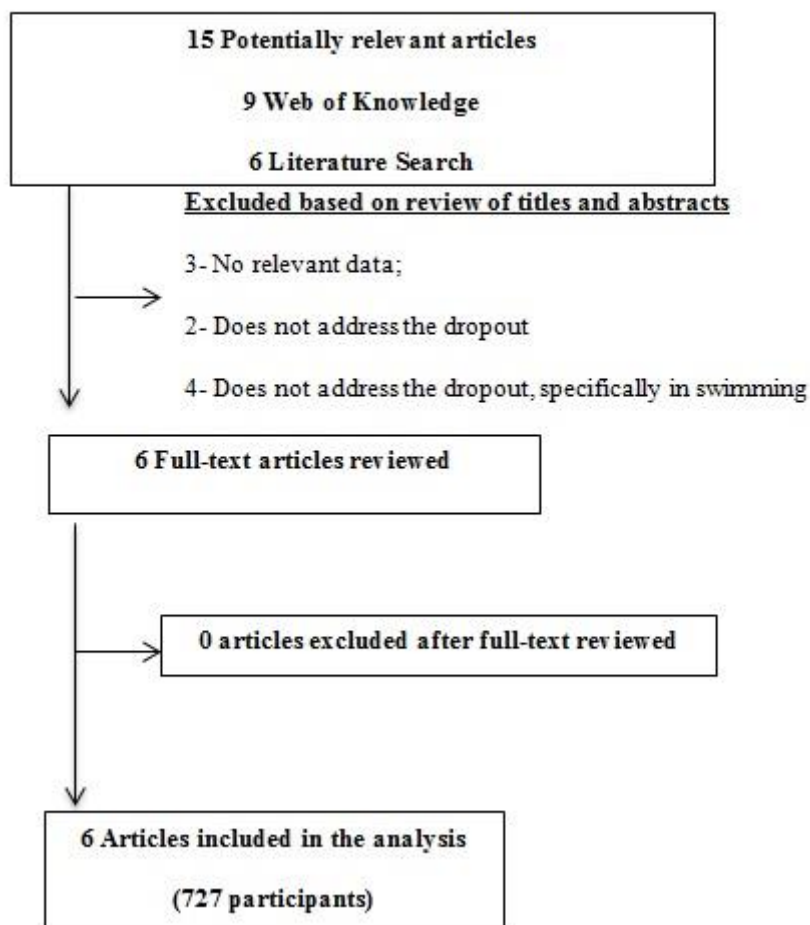 15 Potentially relevant articles
9 Web of Knowledge
6 Literature Search
Excluded based on review of titles and abstracts
3- No relevant data;
2- Does not address the dropout
4- Does not address the dropout, specifically in swimming
6 Full-text articles reviewed
0 articles excluded after full-text reviewed
6 Articles included in the analysis
(727 participants)